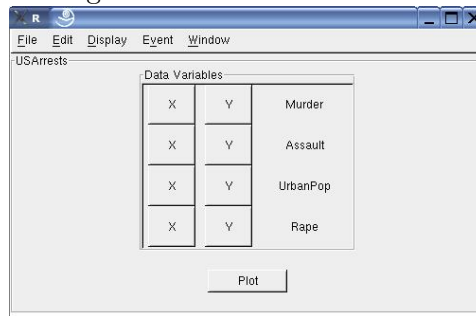 R
File Edit Display Event Window
USArrests
Data Variables
X Y Murder
X Y Assault
X Y UrbanPop
X Y Rape
Plot